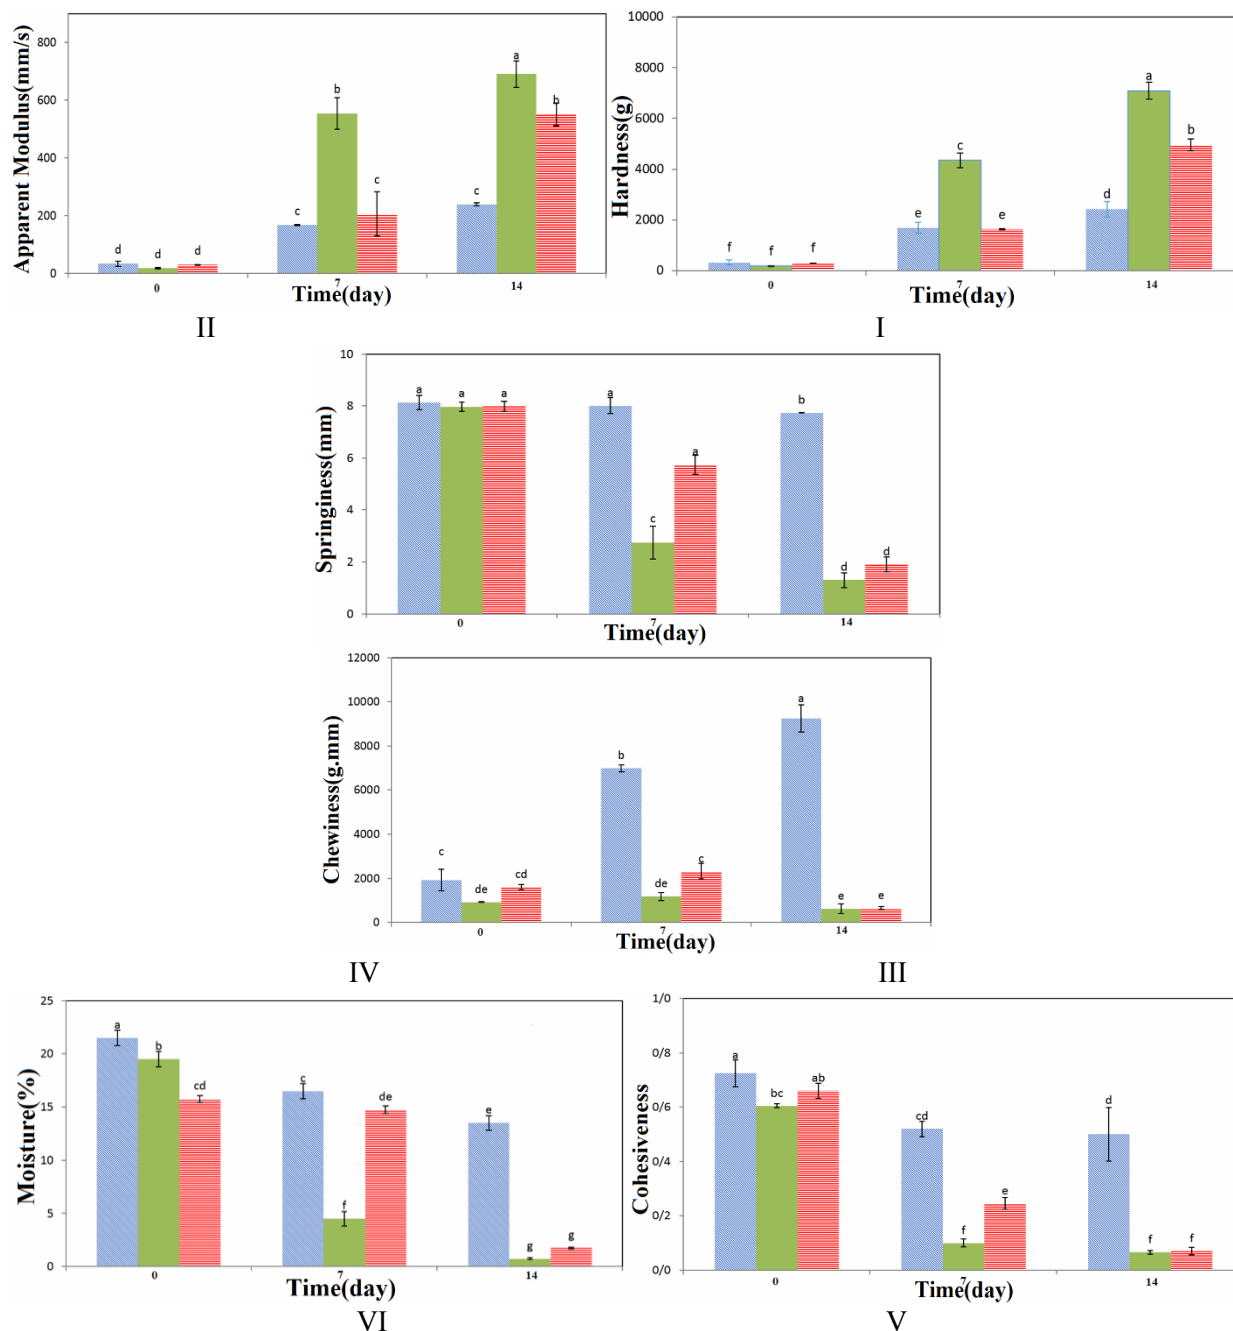 Apparent Modulus(mm/s)
800
600
400
200
0
d
d
d
c
b
c
c
a
b
0
7
14
Time(day)
II
Hardness(g)
10000
8000
6000
4000
2000
0
f
f
f
e
c
e
d
a
b
0
7
14
Time(day)
I
Springiness(mm)
10
8
6
4
2
0
a
a
a
a
c
a
b
d
d
0
7
14
Time(day)
Chewiness(g.mm)
12000
10000
8000
6000
4000
2000
0
c
de
cd
b
de
c
a
e
e
0
7
14
Time(day)
IV
III
Moisture(%)
25
20
15
10
5
0
a
b
cd
c
f
de
e
g
g
0
7
14
Time(day)
VI
Cohesiveness
1/0
0/8
0/6
0/4
0/2
0/0
a
bc
ab
cd
f
e
d
f
f
0
7
14
Time(day)
V